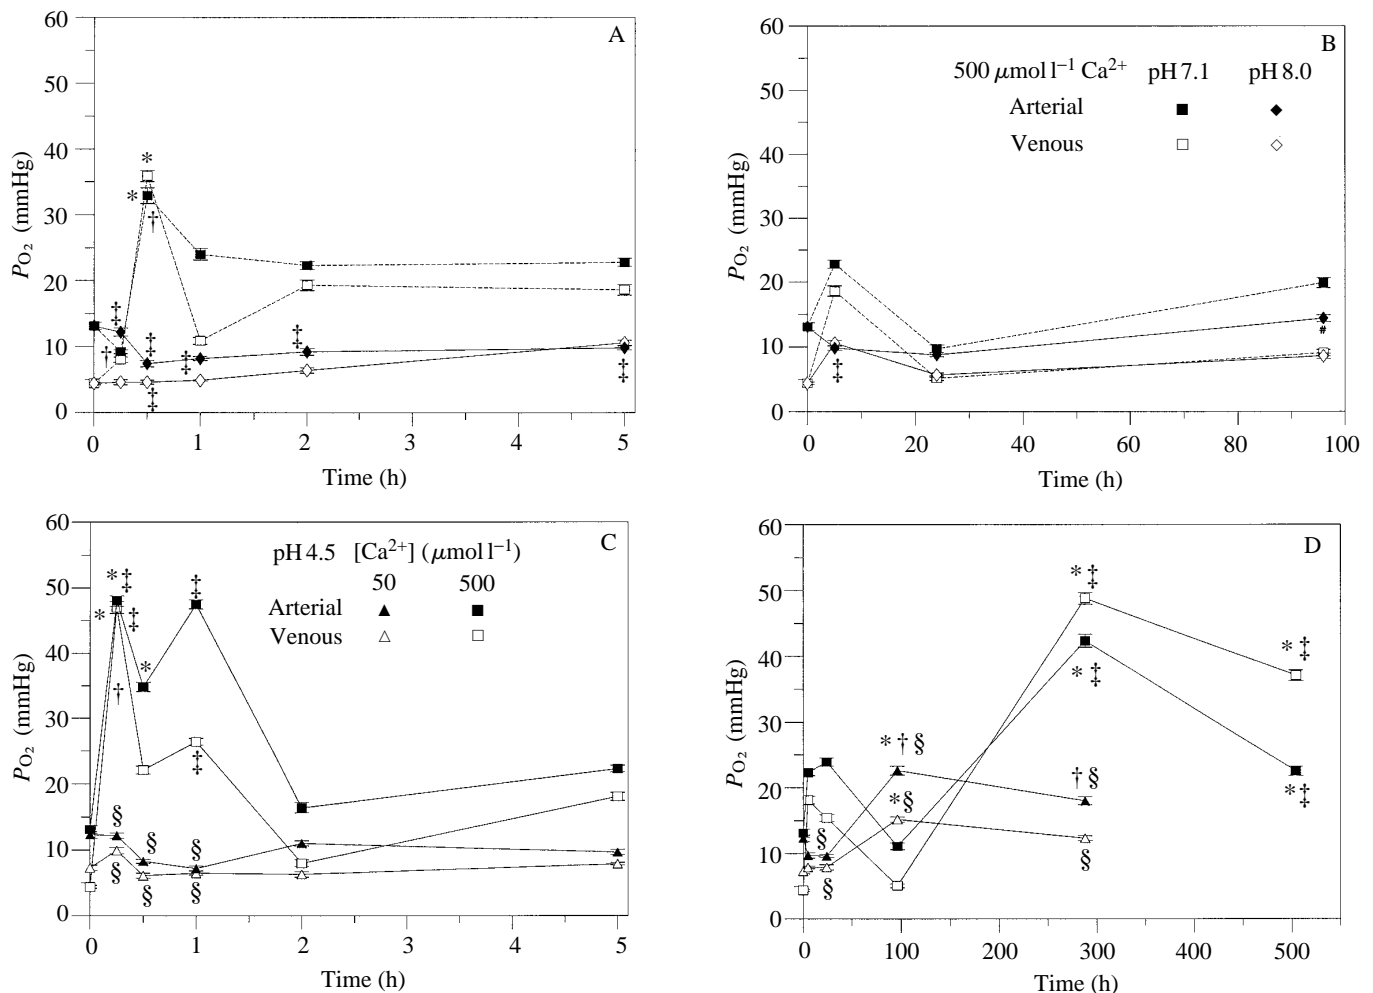 A
60
50
40
30
20
10
0
P_O2 (mmHg)
* * †
‡ † ‡ ‡ ‡ ‡ ‡
0 1 2 3 4 5
Time (h)
B
60
50
40
30
20
10
0
P_O2 (mmHg)
500 μmol l⁻¹ Ca²⁺ pH 7.1 pH 8.0
Arterial
Venous
‡ #
0 20 40 60 80 100
Time (h)
C
60
50
40
30
20
10
0
P_O2 (mmHg)
pH 4.5 [Ca²⁺] (μmol l⁻¹)
50 500
Arterial
Venous
*‡ ‡
* ‡
*
†
‡
§ § §
§ § §
0 1 2 3 4 5
Time (h)
D
60
50
40
30
20
10
0
P_O2 (mmHg)
*‡
*‡
*‡
*†§
†§ *‡
*§
§
§ §
0 100 200 300 400 500
Time (h)